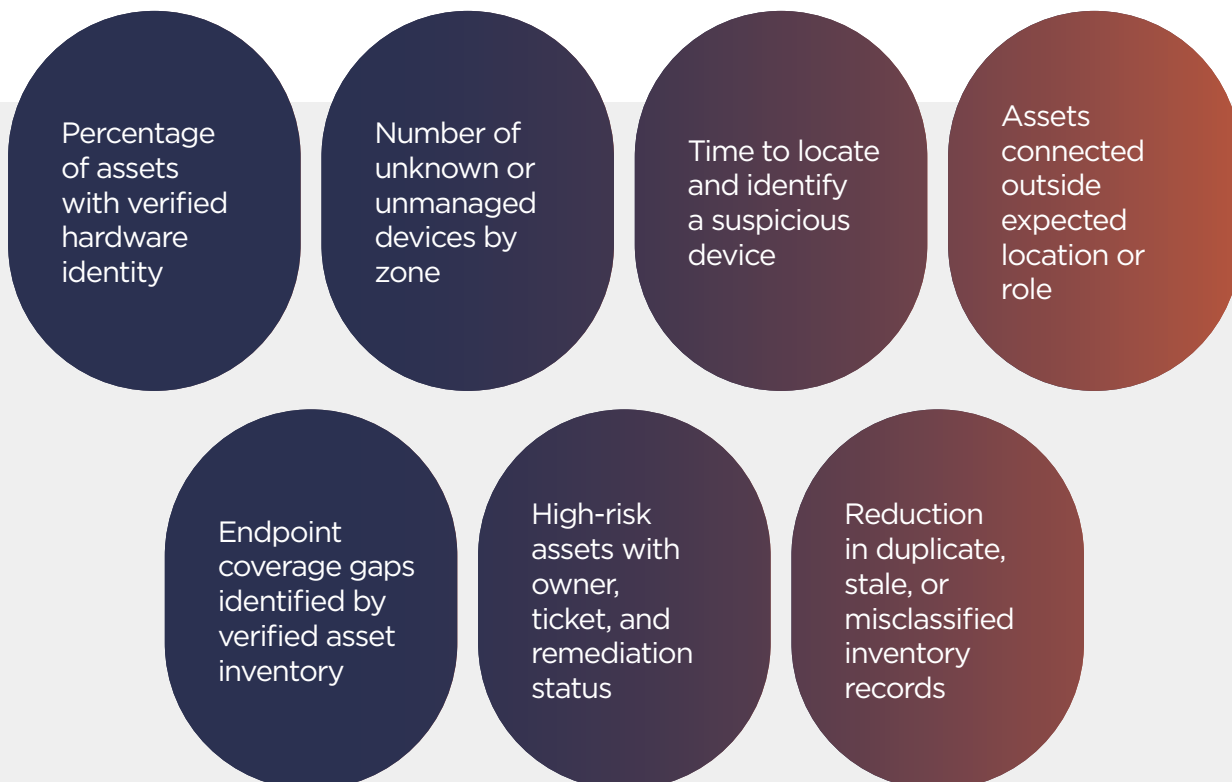 Percentage
of assets
with verified
hardware
identity
Number of
unknown or
unmanaged
devices by
zone
Time to locate
and identify
a suspicious
device
Assets
connected
outside
expected
location or
role
Endpoint
coverage gaps
identified by
verified asset
inventory
High-risk
assets with
owner,
ticket, and
remediation
status
Reduction
in duplicate,
stale, or
misclassified
inventory
records